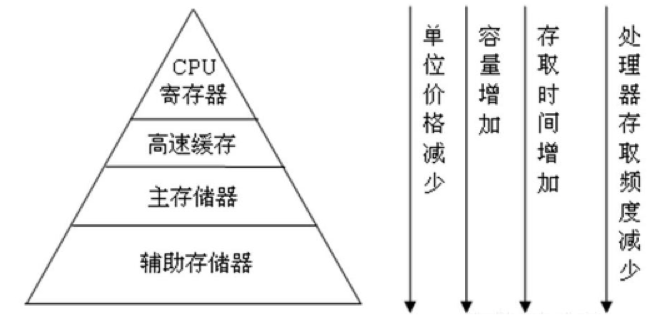 CPU
寄存器
高速缓存
主存储器
辅助存储器
单位价格减少
容量增加
存取时间增加
处理器存取频度减少